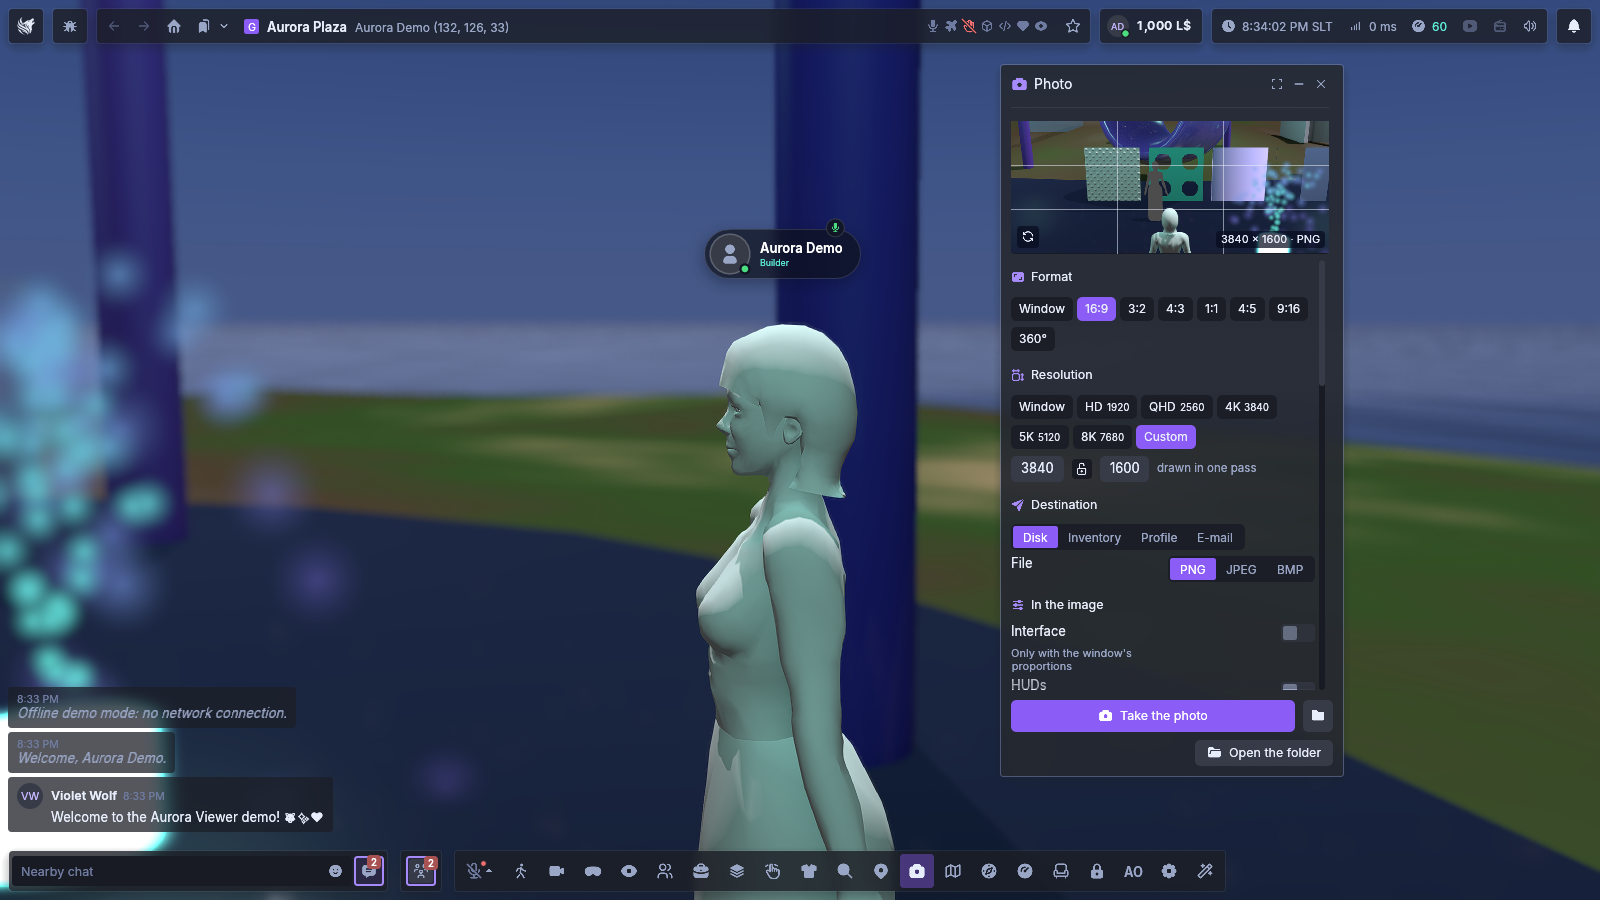 G Aurora Plaza Aurora Demo (132, 126, 33)
AD 1,000 L$
8:34:02 PM SLT 0 ms 60
Photo
3840 × 1600 · PNG
Format
Window 16:9 3:2 4:3 1:1 4:5 9:16
360°
Resolution
Window HD 1920 QHD 2560 4K 3840
5K 5120 8K 7680 Custom
3840 1600 drawn in one pass
Destination
Disk Inventory Profile E-mail
File PNG JPEG BMP
In the image
Interface
Only with the window's
proportions
HUDs
Take the photo
Open the folder
Aurora Demo
Builder
8:33 PM
Offline demo mode: no network connection.
8:33 PM
Welcome, Aurora Demo.
VW Violet Wolf 8:33 PM
Welcome to the Aurora Viewer demo!
Nearby chat 2 2
AO